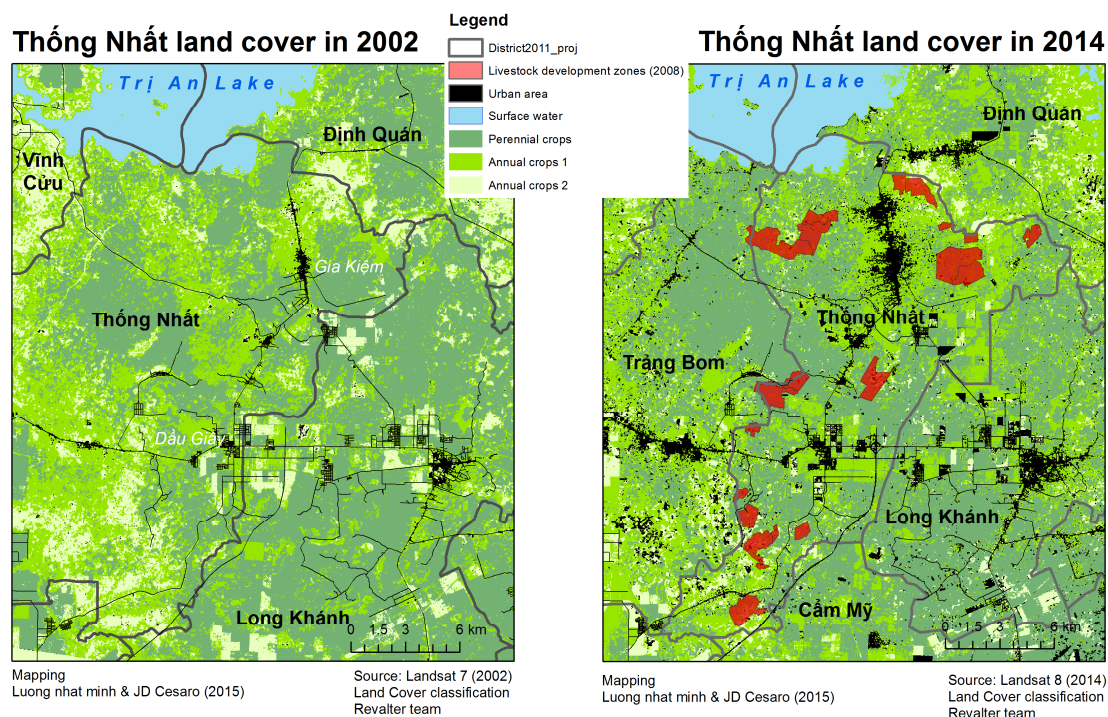 Thống Nhất land cover in 2002
Trị An Lake
Định Quán
Vĩnh
Cửu
Gia Kiệm
Thống Nhất
Dầu Giây
Long Khánh
0 1.5 3 6 km
Mapping
Luong nhat minh & JD Cesaro (2015)
Source: Landsat 7 (2002)
Land Cover classification
Revalter team
Legend
District2011_proj
Livestock development zones (2008)
Urban area
Surface water
Perennial crops
Annual crops 1
Annual crops 2
Thống Nhất land cover in 2014
Trị An Lake
Định Quán
Thống Nhất
Trảng Bom
Long Khánh
Cẩm Mỹ
0 1.5 3 6 km
Mapping
Luong nhat minh & JD Cesaro (2015)
Source: Landsat 8 (2014)
Land Cover classification
Revalter team